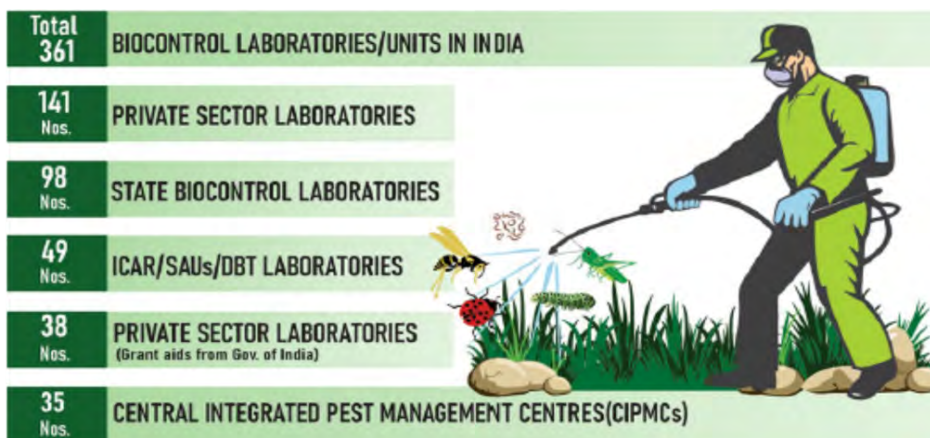 Total
361
BIOCONTROL LABORATORIES/UNITS IN INDIA
141
Nos.
PRIVATE SECTOR LABORATORIES
98
Nos.
STATE BIOCONTROL LABORATORIES
49
Nos.
ICAR/SAUs/DBT LABORATORIES
38
Nos.
PRIVATE SECTOR LABORATORIES
(Grant aids from Gov. of India)
35
Nos.
CENTRAL INTEGRATED PEST MANAGEMENT CENTRES(CIPMCs)